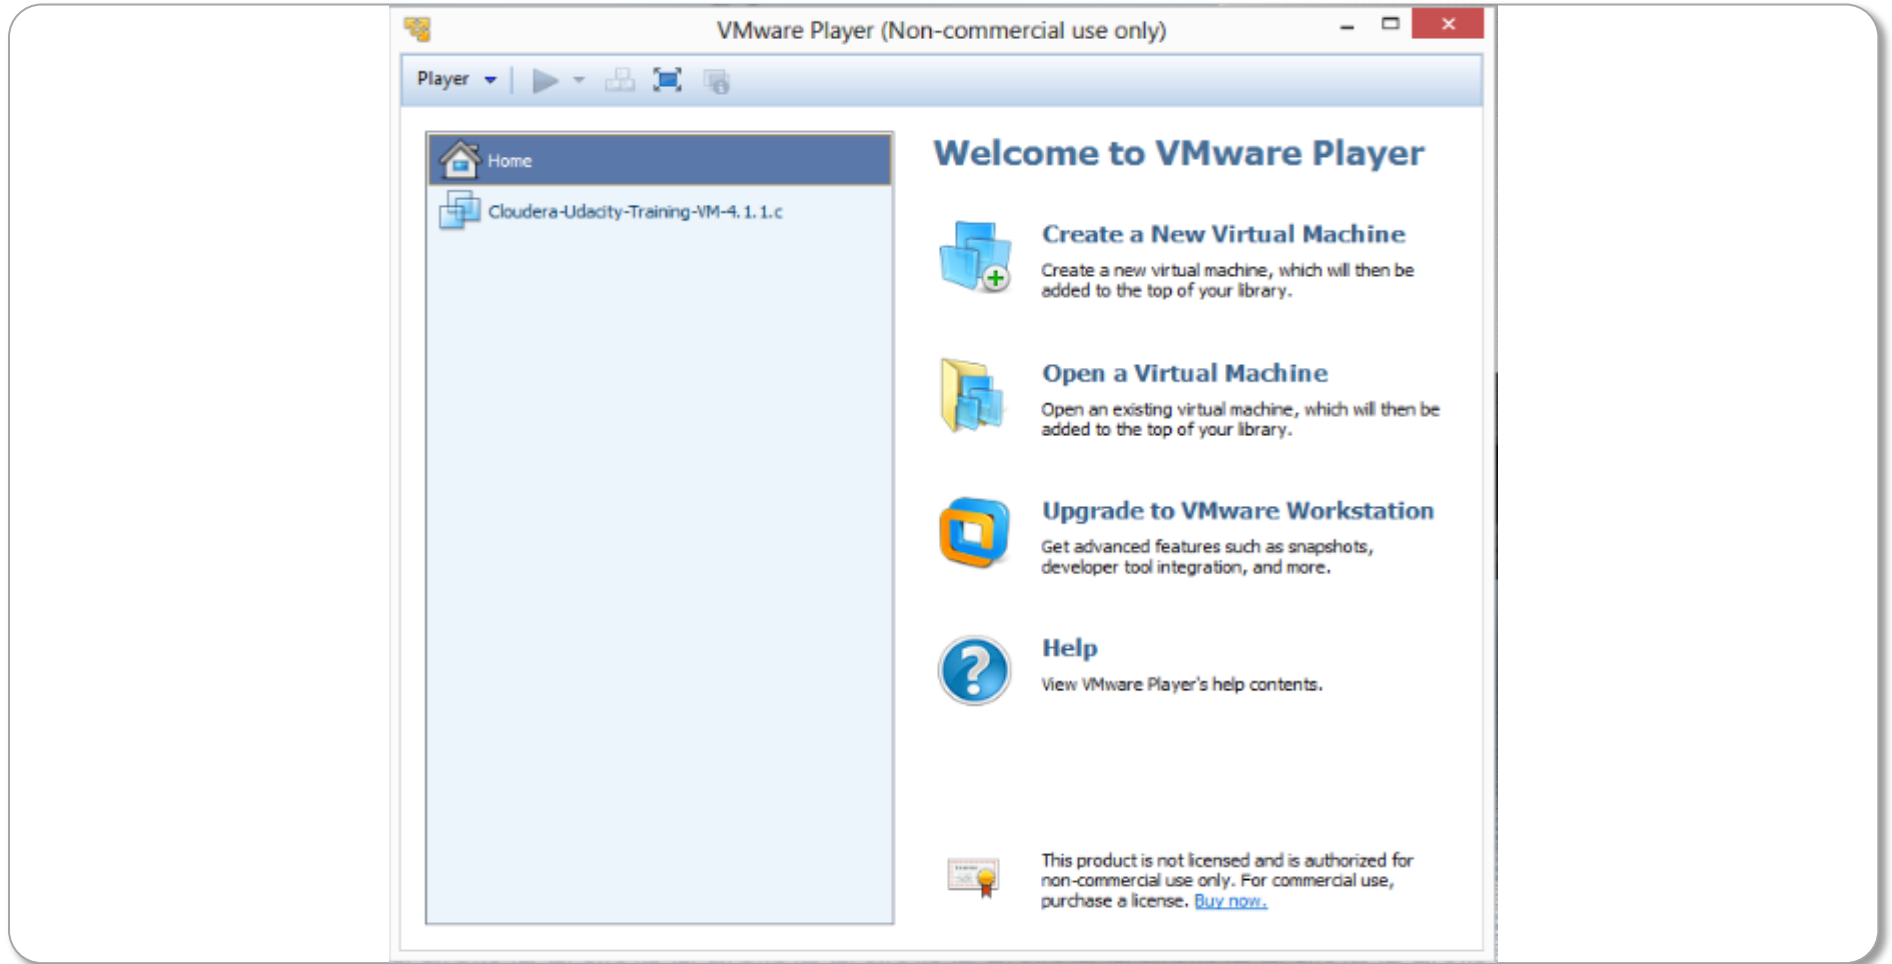 VMware Player (Non-commercial use only)
Player
Home
Cloudera-Udacity-Training-VM-4.1.1.c
Welcome to VMware Player
Create a New Virtual Machine
Create a new virtual machine, which will then be
added to the top of your library.
Open a Virtual Machine
Open an existing virtual machine, which will then be
added to the top of your library.
Upgrade to VMware Workstation
Get advanced features such as snapshots,
developer tool integration, and more.
Help
View VMware Player's help contents.
This product is not licensed and is authorized for
non-commercial use only. For commercial use,
purchase a license. Buy now.